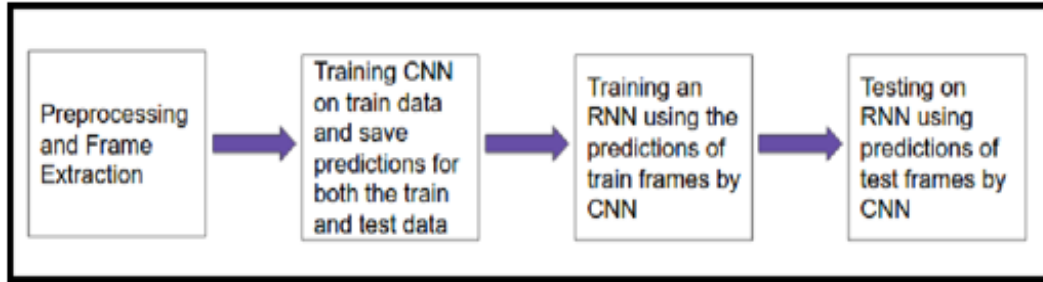 Preprocessing
and Frame
Extraction
Training CNN
on train data
and save
predictions for
both the train
and test data
Training an
RNN using the
predictions of
train frames by
CNN
Testing on
RNN using
predictions of
test frames by
CNN